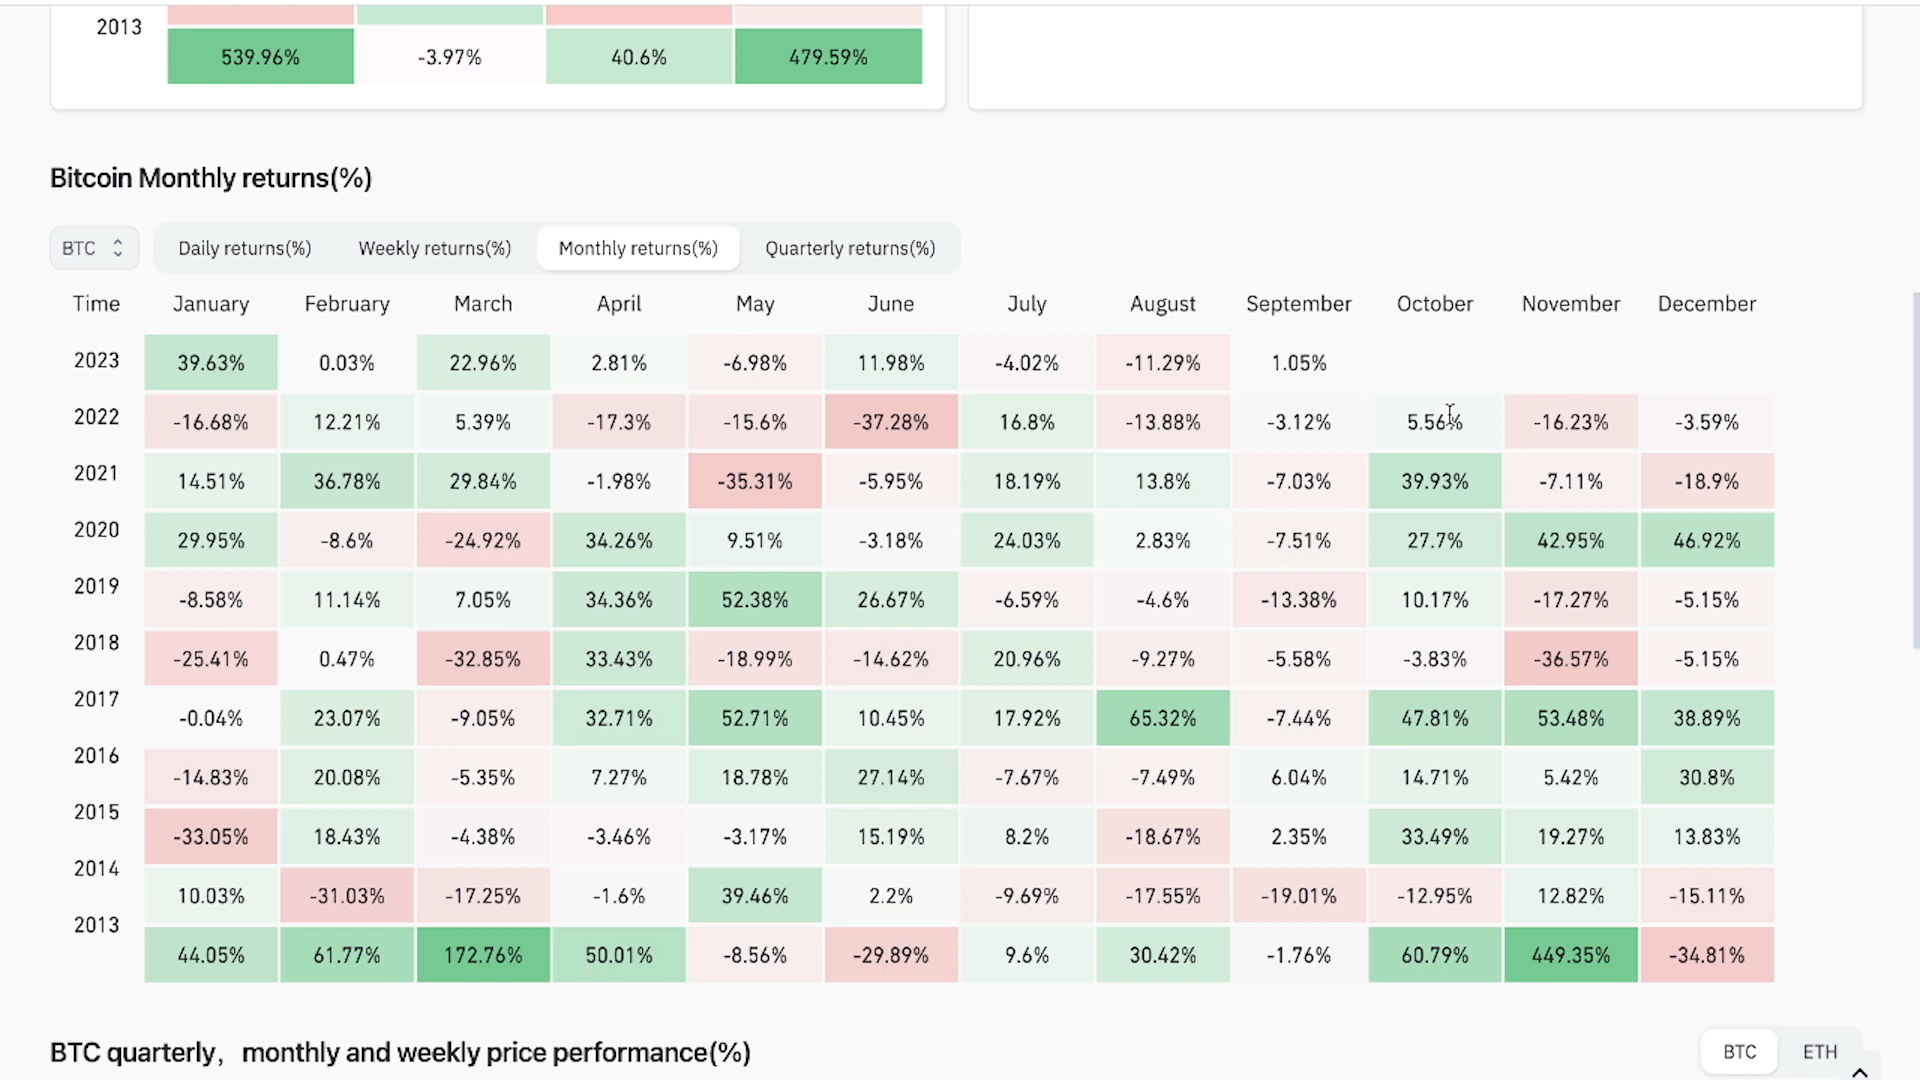 2013
539.96% -3.97% 40.6% 479.59%
Bitcoin Monthly returns(%)
BTC Daily returns(%) Weekly returns(%) Monthly returns(%) Quarterly returns(%)
Time January February March April May June July August September October November December
2023 39.63% 0.03% 22.96% 2.81% -6.98% 11.98% -4.02% -11.29% 1.05%
2022 -16.68% 12.21% 5.39% -17.3% -15.6% -37.28% 16.8% -13.88% -3.12% 5.56% -16.23% -3.59%
2021 14.51% 36.78% 29.84% -1.98% -35.31% -5.95% 18.19% 13.8% -7.03% 39.93% -7.11% -18.9%
2020 29.95% -8.6% -24.92% 34.26% 9.51% -3.18% 24.03% 2.83% -7.51% 27.7% 42.95% 46.92%
2019 -8.58% 11.14% 7.05% 34.36% 52.38% 26.67% -6.59% -4.6% -13.38% 10.17% -17.27% -5.15%
2018 -25.41% 0.47% -32.85% 33.43% -18.99% -14.62% 20.96% -9.27% -5.58% -3.83% -36.57% -5.15%
2017 -0.04% 23.07% -9.05% 32.71% 52.71% 10.45% 17.92% 65.32% -7.44% 47.81% 53.48% 38.89%
2016 -14.83% 20.08% -5.35% 7.27% 18.78% 27.14% -7.67% -7.49% 6.04% 14.71% 5.42% 30.8%
2015 -33.05% 18.43% -4.38% -3.46% -3.17% 15.19% 8.2% -18.67% 2.35% 33.49% 19.27% 13.83%
2014 10.03% -31.03% -17.25% -1.6% 39.46% 2.2% -9.69% -17.55% -19.01% -12.95% 12.82% -15.11%
2013 44.05% 61.77% 172.76% 50.01% -8.56% -29.89% 9.6% 30.42% -1.76% 60.79% 449.35% -34.81%
BTC quarterly，monthly and weekly price performance(%) BTC ETH